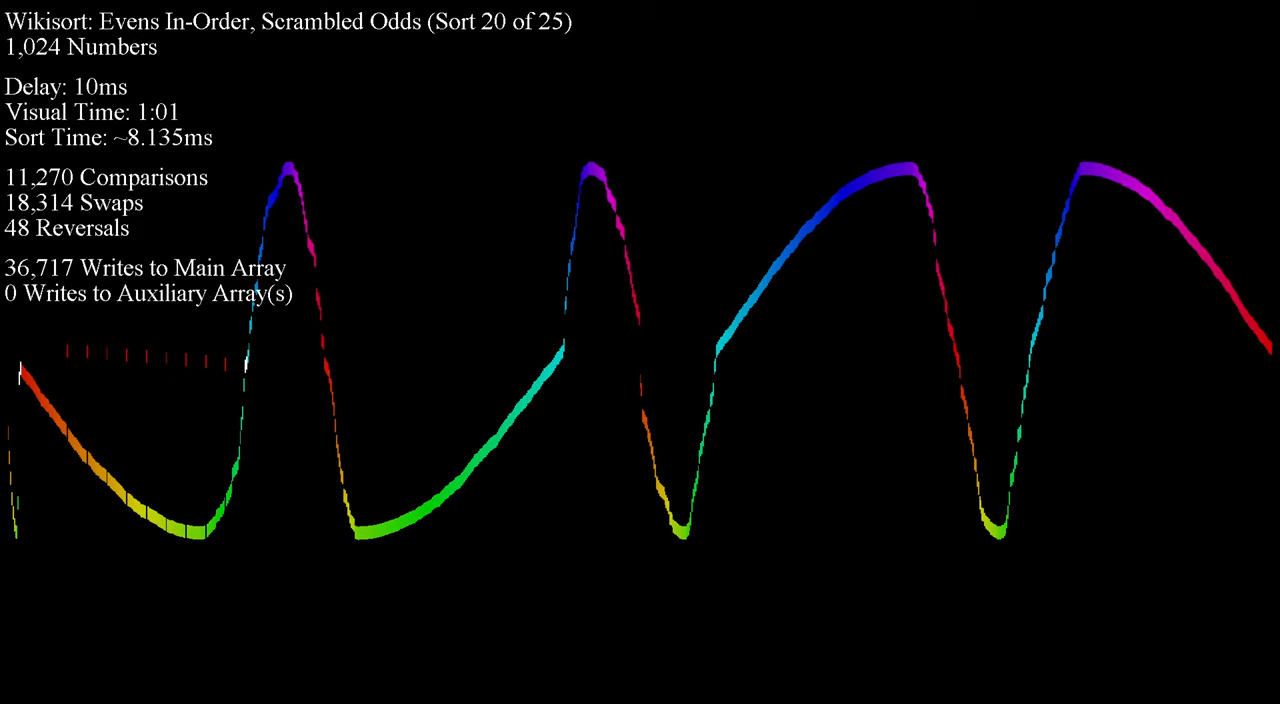 Wikisort: Evens In-Order, Scrambled Odds (Sort 20 of 25)
1,024 Numbers
Delay: 10ms
Visual Time: 1:01
Sort Time: ~8.135ms
11,270 Comparisons
18,314 Swaps
48 Reversals
36,717 Writes to Main Array
0 Writes to Auxiliary Array(s)